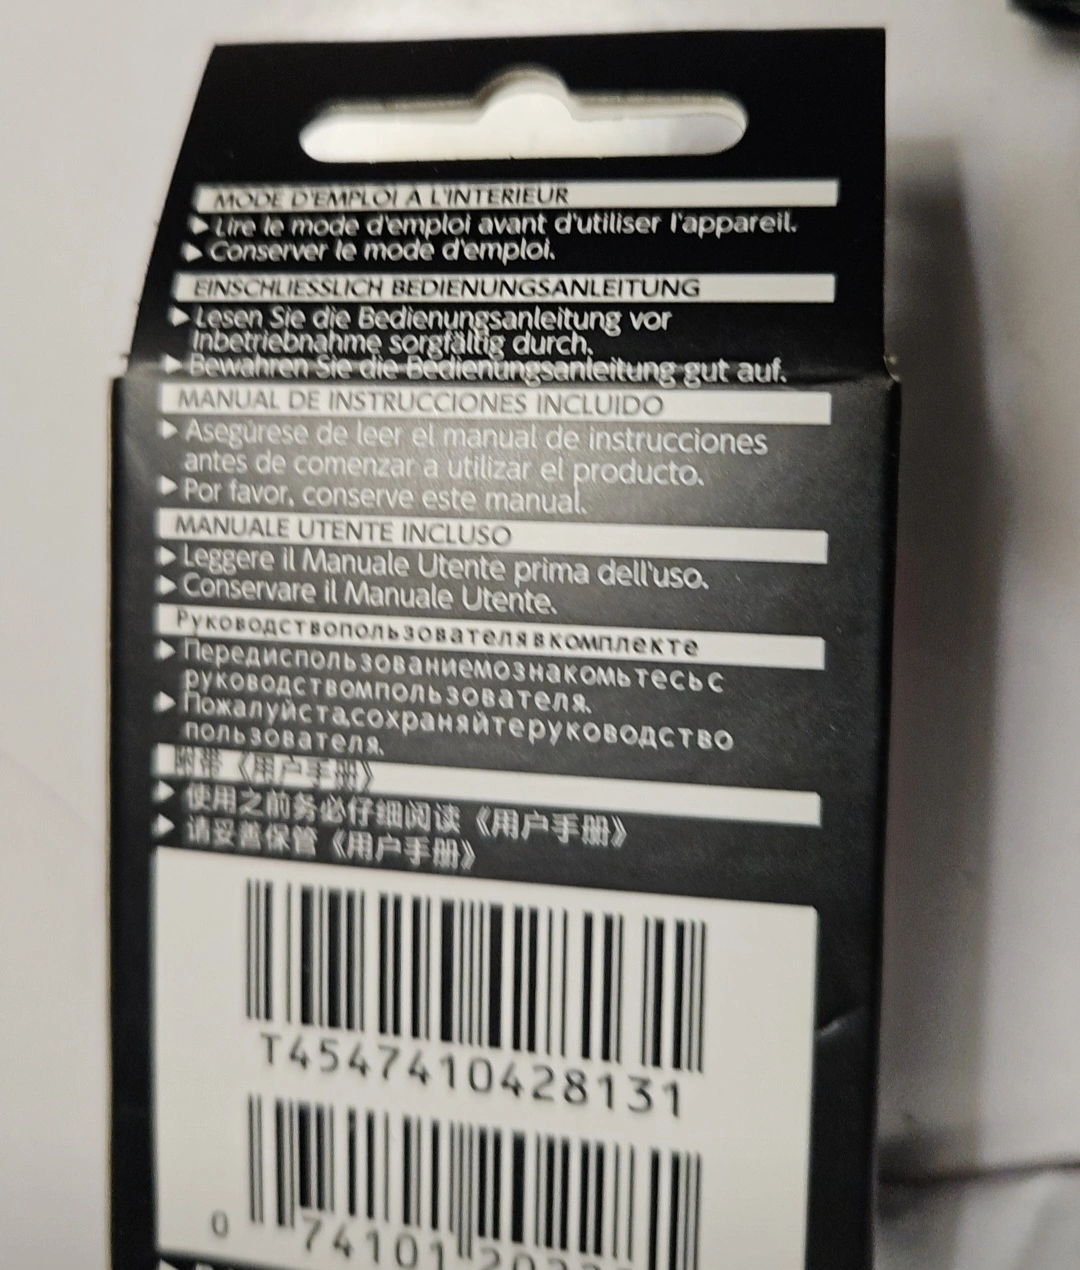 MODE D'EMPLOI A L'INTERIEUR
Lire le mode d'emploi avant d'utiliser l'appareil.
Conserver le mode d'emploi.
EINSCHLIESSLICH BEDIENUNGSANLEITUNG
Lesen Sie die Bedienungsanleitung vor
Inbetriebnahme sorgfältig durch.
Bewahren Sie die Bedienungsanleitung gut auf.
MANUAL DE INSTRUCCIONES INCLUIDO
Asegúrese de leer el manual de instrucciones
antes de comenzar a utilizar el producto.
Por favor, conserve este manual.
MANUALE UTENTE INCLUSO
Leggere il Manuale Utente prima dell'uso.
Conservare il Manuale Utente.
Руководствопользователявкомплекте
Передиспользованиемознакомьтесьс
руководствомпользователя.
Пожалуйста,сохраняйтеруководство
пользователя.
附带《用户手册》
使用之前务必仔细阅读《用户手册》
请妥善保管《用户手册》
T4547410428131
0 74101